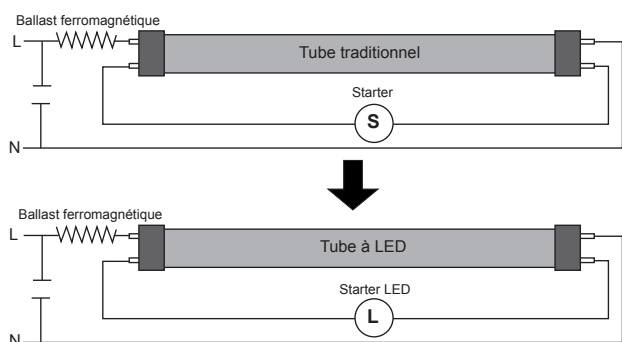 Ballast ferromagnétique
L
Tube traditionnel
Starter
S
N
Ballast ferromagnétique
L
Tube à LED
Starter LED
L
N